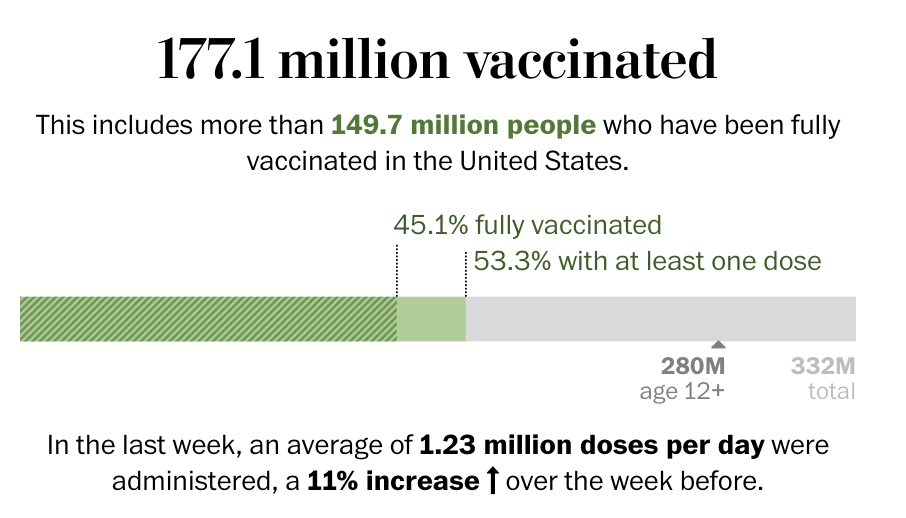 177.1 million vaccinated
This includes more than 149.7 million people who have been fully
vaccinated in the United States.
45.1% fully vaccinated
53.3% with at least one dose
280M 332M
age 12+ total
In the last week, an average of 1.23 million doses per day were
administered, a 11% increase ↑ over the week before.